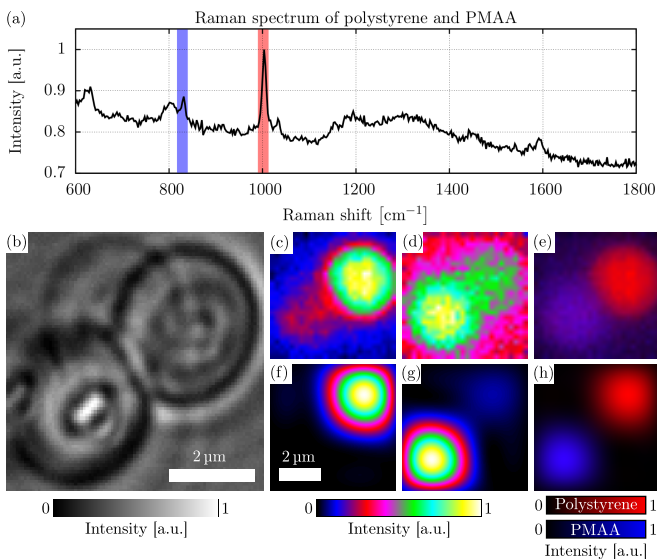 (a)
Raman spectrum of polystyrene and PMAA
Intensity [a.u.]
1
0.9
0.8
0.7
600 800 1000 1200 1400 1600 1800
Raman shift [cm⁻¹]
(b)
2 µm
(c)
(d)
(e)
(f)
2 µm
(g)
(h)
0 1
Intensity [a.u.]
0 1
Intensity [a.u.]
0 Polystyrene 1
0 PMAA 1
Intensity [a.u.]